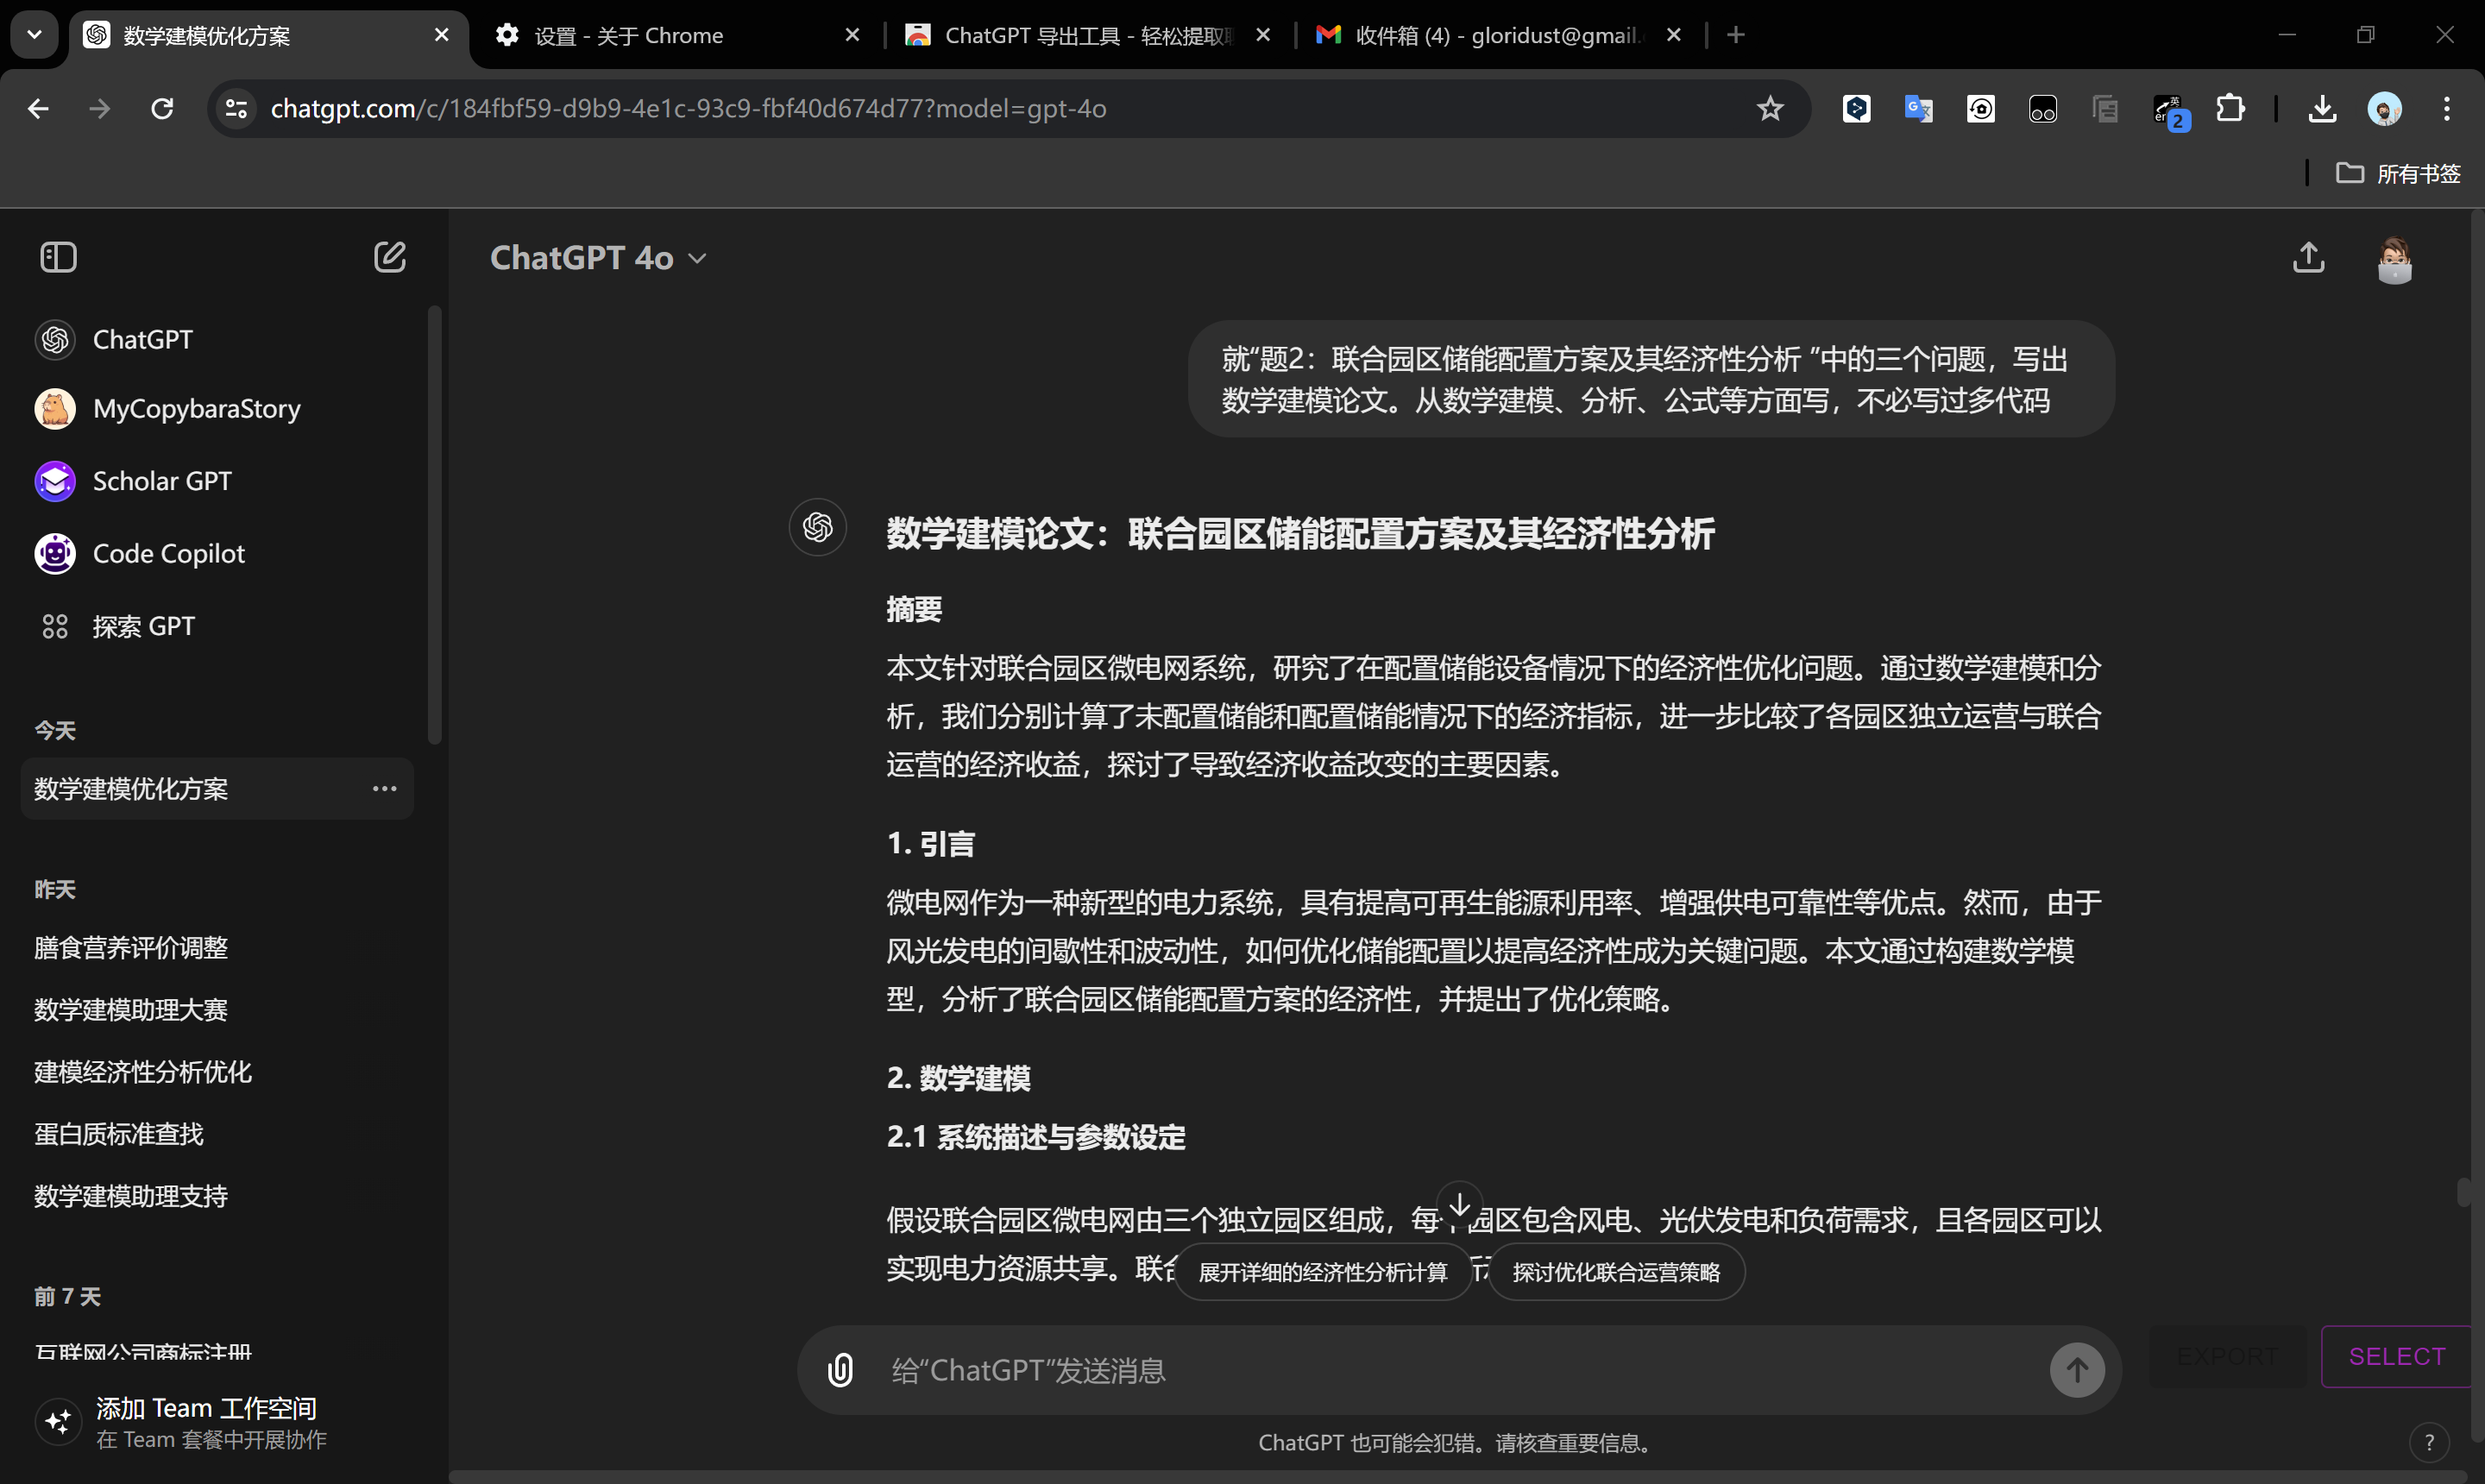 数学建模优化方案
设置 - 关于 Chrome
ChatGPT 导出工具 - 轻松提取
收件箱 (4) - gloridust@gmail.
chatgpt.com/c/184fbf59-d9b9-4e1c-93c9-fbf40d674d77?model=gpt-4o
英
er
2
所有书签
ChatGPT 4o
ChatGPT
MyCopybaraStory
Scholar GPT
Code Copilot
探索 GPT
今天
数学建模优化方案
昨天
膳食营养评价调整
数学建模助理大赛
建模经济性分析优化
蛋白质标准查找
数学建模助理支持
前 7 天
互联网公司商标注册
添加 Team 工作空间
在 Team 套餐中开展协作
就“题2：联合园区储能配置方案及其经济性分析 ”中的三个问题，写出
数学建模论文。从数学建模、分析、公式等方面写，不必写过多代码
数学建模论文：联合园区储能配置方案及其经济性分析
摘要
本文针对联合园区微电网系统，研究了在配置储能设备情况下的经济性优化问题。通过数学建模和分
析，我们分别计算了未配置储能和配置储能情况下的经济指标，进一步比较了各园区独立运营与联合
运营的经济收益，探讨了导致经济收益改变的主要因素。
1. 引言
微电网作为一种新型的电力系统，具有提高可再生能源利用率、增强供电可靠性等优点。然而，由于
风光发电的间歇性和波动性，如何优化储能配置以提高经济性成为关键问题。本文通过构建数学模
型，分析了联合园区储能配置方案的经济性，并提出了优化策略。
2. 数学建模
2.1 系统描述与参数设定
假设联合园区微电网由三个独立园区组成，每个园区包含风电、光伏发电和负荷需求，且各园区可以
实现电力资源共享。联合
展开详细的经济性分析计算
探讨优化联合运营策略
给“ChatGPT”发送消息
EXPORT
SELECT
ChatGPT 也可能会犯错。请核查重要信息。
?